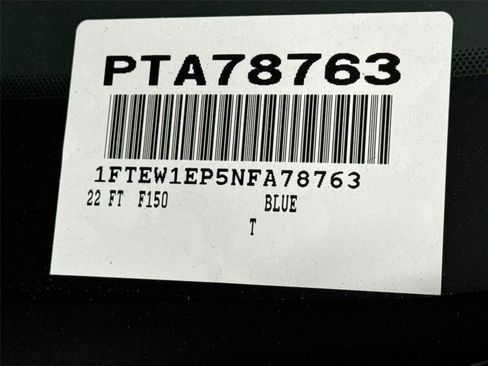 PTA78763
1FTEW1EP5NFA78763
22 FT F150 BLUE
T